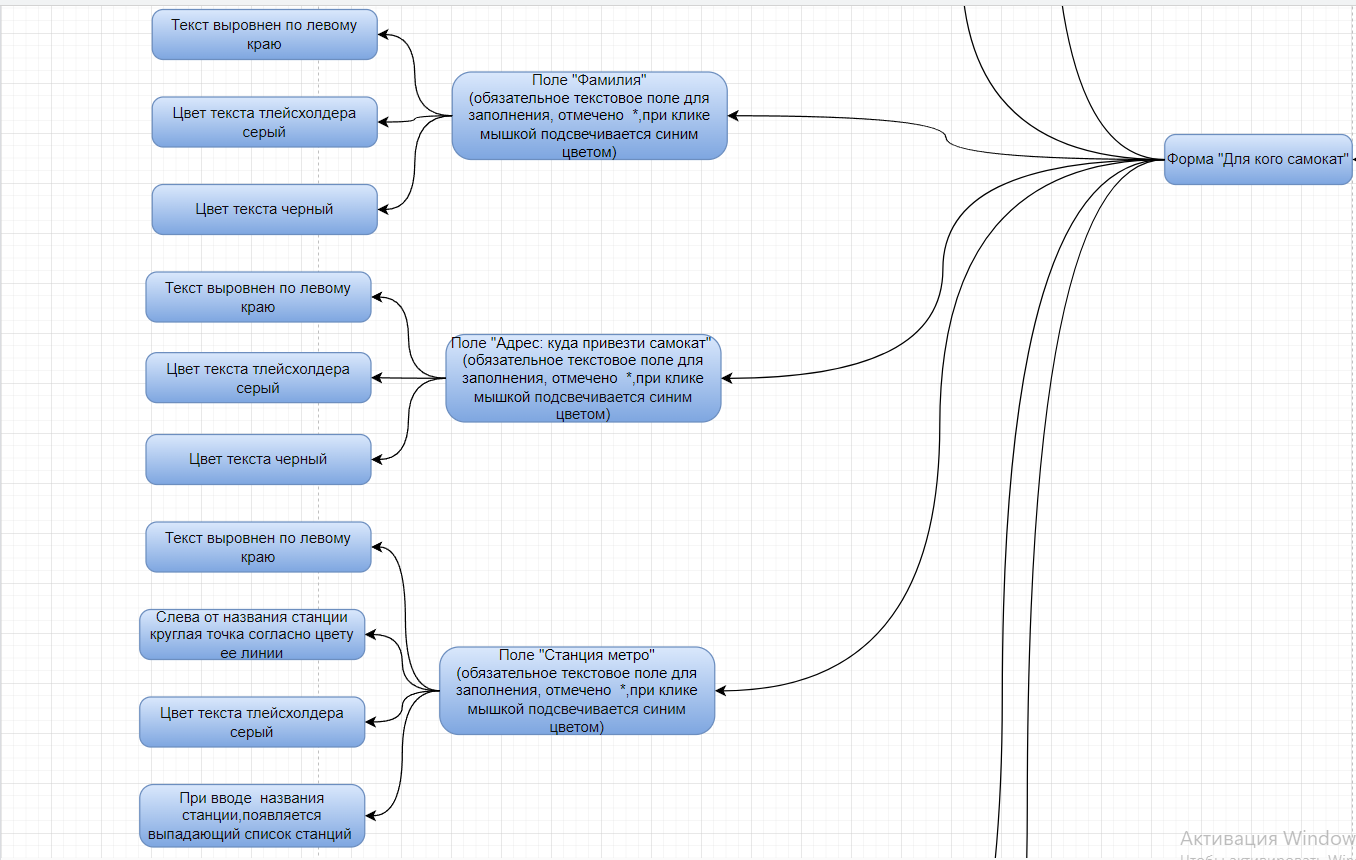 Текст выровнен по левому
краю
Цвет текста тлейсхолдера
серый
Цвет текста черный
Поле "Фамилия"
(обязательное текстовое поле для
заполнения, отмечено  *,при клике
мышкой подсвечивается синим
цветом)
Форма "Для кого самокат"
Текст выровнен по левому
краю
Цвет текста тлейсхолдера
серый
Цвет текста черный
Поле "Адрес: куда привезти самокат"
(обязательное текстовое поле для
заполнения, отмечено  *,при клике
мышкой подсвечивается синим
цветом)
Текст выровнен по левому
краю
Слева от названия станции
круглая точка согласно цвету
ее линии
Цвет текста тлейсхолдера
серый
При вводе  названия
станции,появляется
выпадающий список станций
Поле "Станция метро"
(обязательное текстовое поле для
заполнения, отмечено  *,при клике
мышкой подсвечивается синим
цветом)
Активация Window